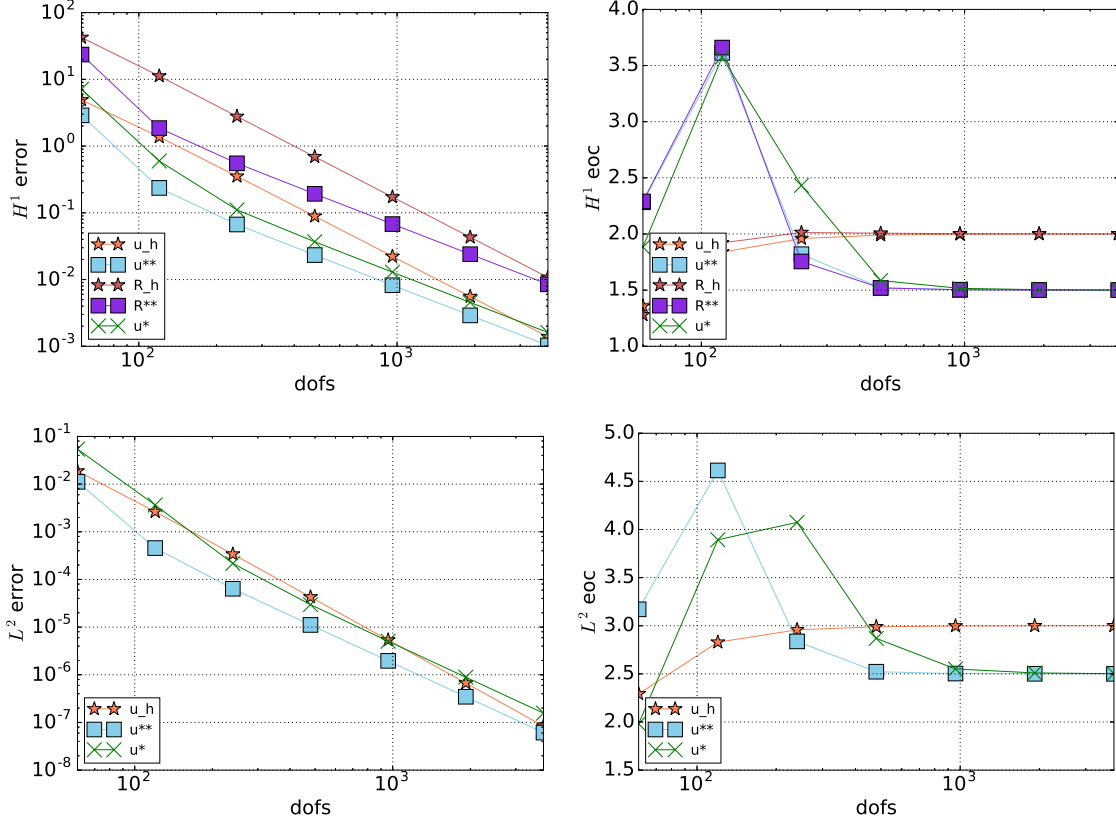 10^2
10^1
10^0
10^-1
10^-2
10^-3
H^1 error
u_h
u**
R_h
R**
u*
10^2
10^3
dofs
4.0
3.5
3.0
2.5
2.0
1.5
1.0
H^1 eoc
u_h
u**
R_h
R**
u*
10^2
10^3
dofs
10^-1
10^-2
10^-3
10^-4
10^-5
10^-6
10^-7
10^-8
L^2 error
u_h
u**
u*
10^2
10^3
dofs
5.0
4.5
4.0
3.5
3.0
2.5
2.0
1.5
L^2 eoc
u_h
u**
u*
10^2
10^3
dofs